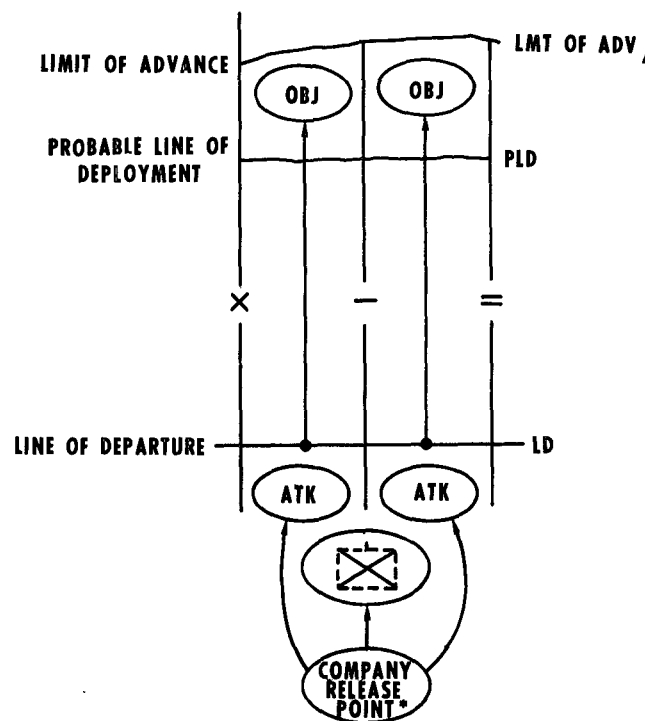 LIMIT OF ADVANCE
LMT OF ADV
OBJ
OBJ
PROBABLE LINE OF
DEPLOYMENT
PLD
LINE OF DEPARTURE
LD
ATK
ATK
COMPANY
RELEASE
POINT*